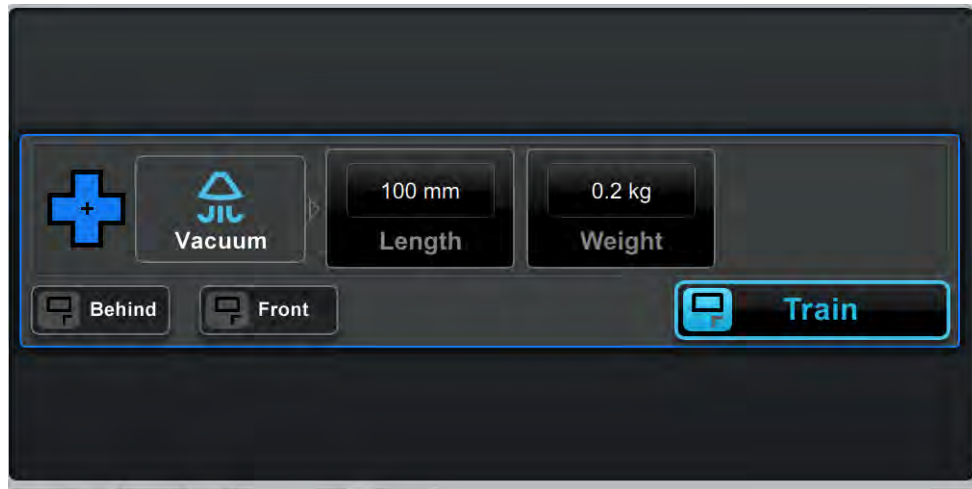 100 mm
0.2 kg
Vacuum
Length
Weight
Behind
Front
Train